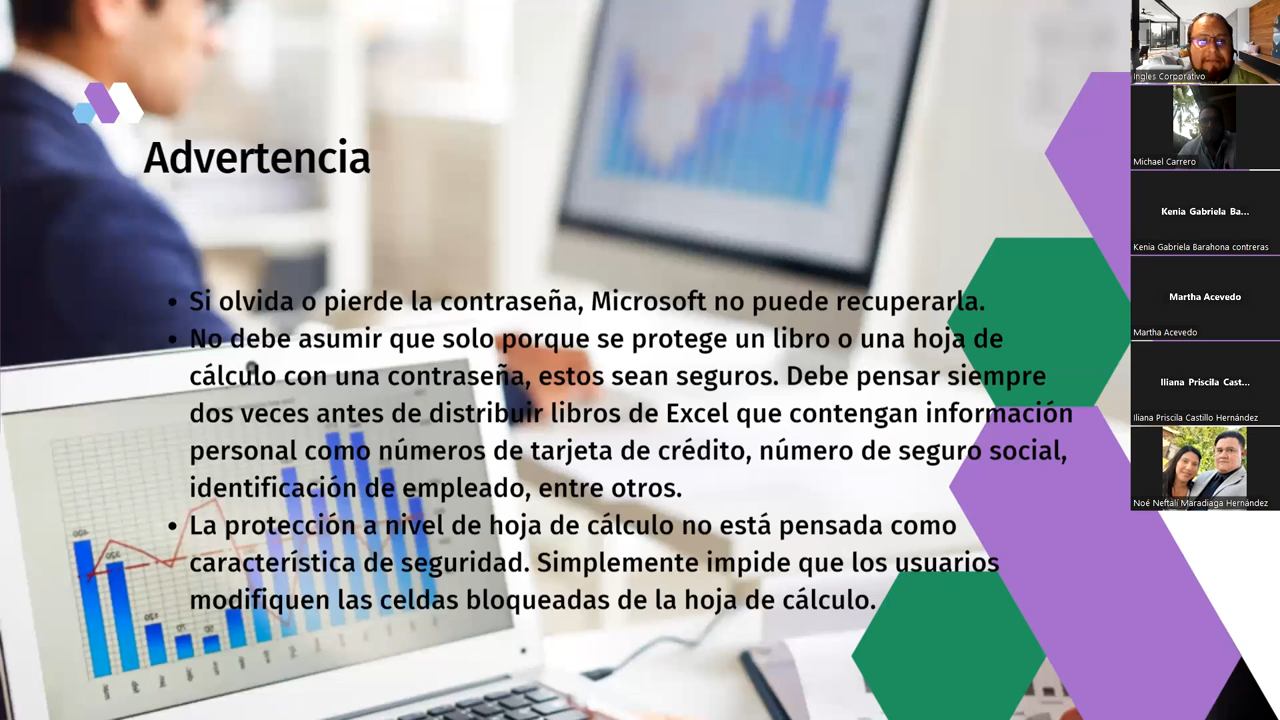 Advertencia
• Si olvida o pierde la contraseña, Microsoft no puede recuperarla.
• No debe asumir que solo porque se protege un libro o una hoja de
cálculo con una contraseña, estos sean seguros. Debe pensar siempre
dos veces antes de distribuir libros de Excel que contengan información
personal como números de tarjeta de crédito, número de seguro social,
identificación de empleado, entre otros.
• La protección a nivel de hoja de cálculo no está pensada como
característica de seguridad. Simplemente impide que los usuarios
modifiquen las celdas bloqueadas de la hoja de cálculo.
Ingles Corporativo
Michael Carrero
Kenia Gabriela Ba...
Kenia Gabriela Barahona contreras
Martha Acevedo
Martha Acevedo
Iliana Priscila Cast...
Iliana Priscila Castillo Hernández
Noé Neftalí Maradiaga Hernández